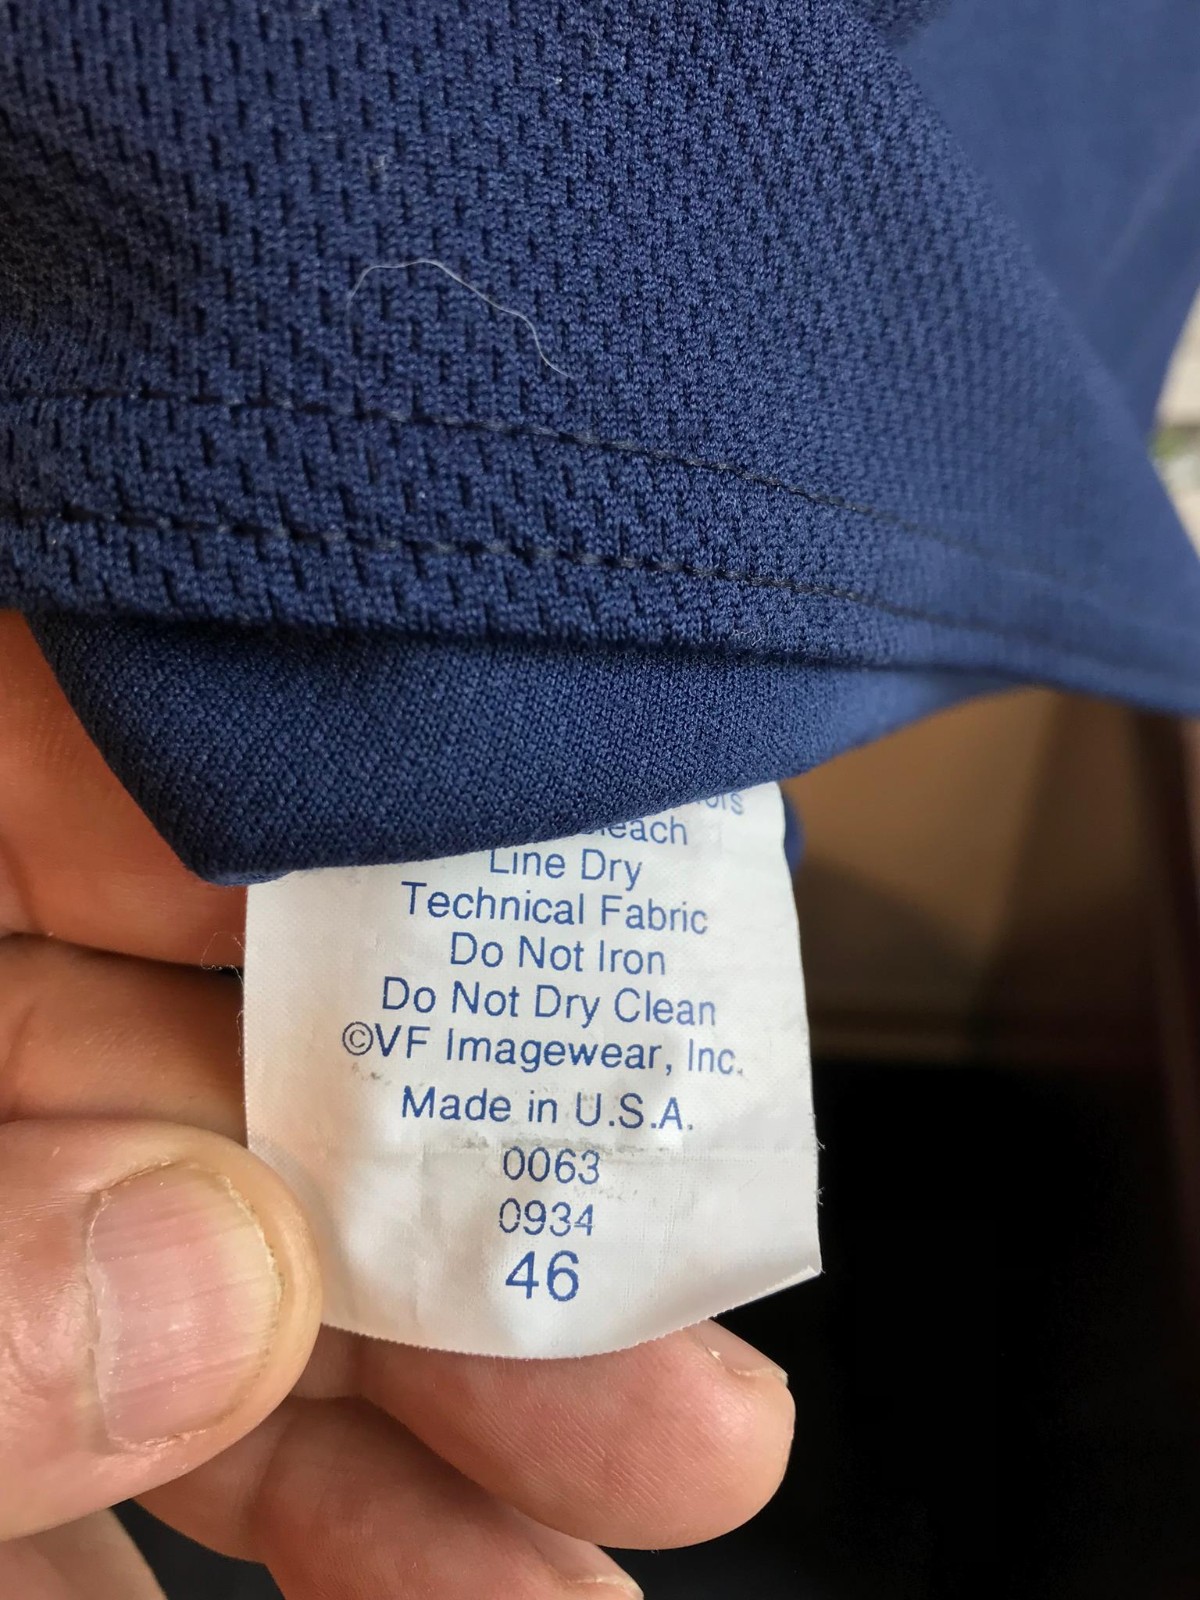 Line Dry
Technical Fabric
Do Not Iron
Do Not Dry Clean
©VF Imagewear, Inc.
Made in U.S.A.
0063
0934
46